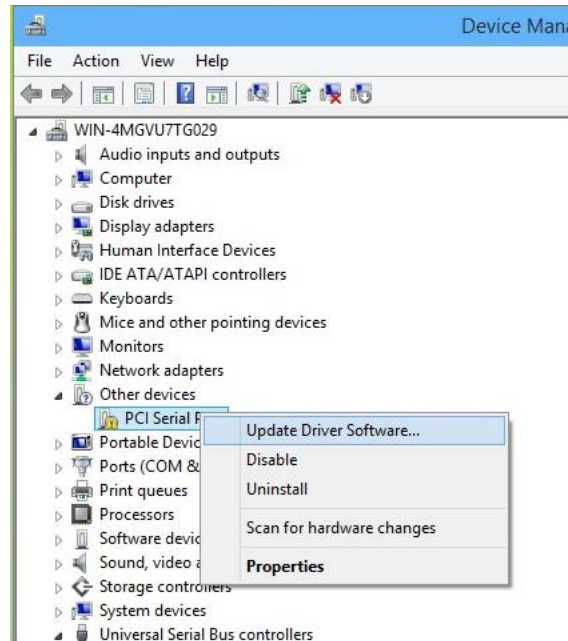 Device Mana
File Action View Help
WIN-4MGVU7TG029
Audio inputs and outputs
Computer
Disk drives
Display adapters
Human Interface Devices
IDE ATA/ATAPI controllers
Keyboards
Mice and other pointing devices
Monitors
Network adapters
Other devices
PCI Serial P
Update Driver Software...
Portable Devic
Disable
Ports (COM &
Uninstall
Print queues
Processors
Scan for hardware changes
Software devic
Sound, video a
Properties
Storage controllers
System devices
Universal Serial Bus controllers